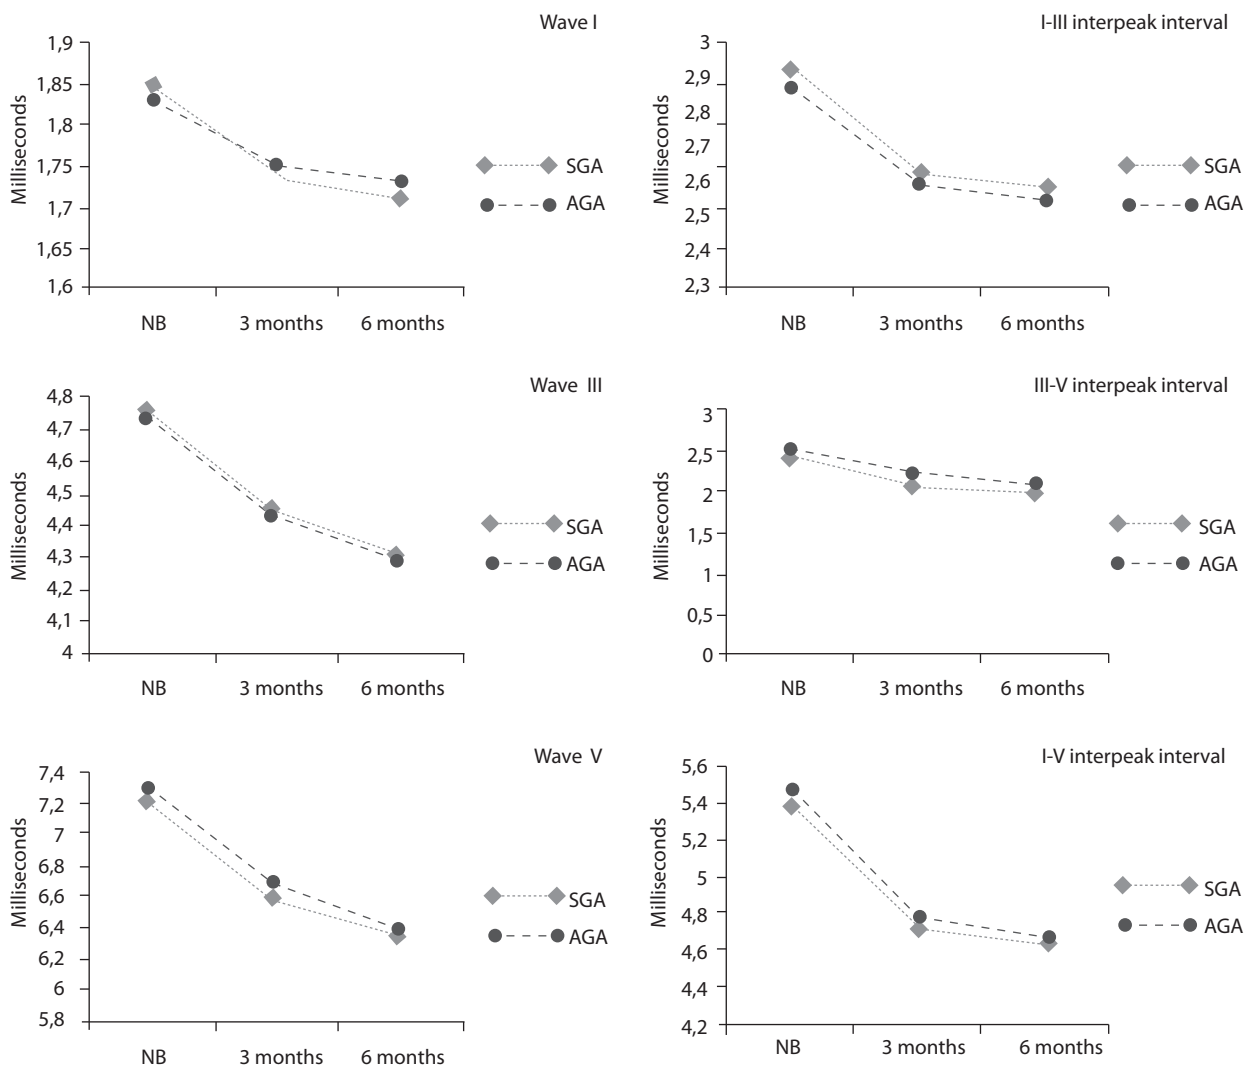 Wave I
Milliseconds
1,9
1,85
1,8
1,75
1,7
1,65
1,6
NB
3 months
6 months
SGA
AGA
I-III interpeak interval
Milliseconds
3
2,9
2,8
2,7
2,6
2,5
2,4
2,3
NB
3 months
6 months
SGA
AGA
Wave III
Milliseconds
4,8
4,7
4,6
4,5
4,4
4,3
4,2
4,1
4
NB
3 months
6 months
SGA
AGA
III-V interpeak interval
Milliseconds
3
2,5
2
1,5
1
0,5
0
NB
3 months
6 months
SGA
AGA
Wave V
Milliseconds
7,4
7,2
7
6,8
6,6
6,4
6,2
6
5,8
NB
3 months
6 months
SGA
AGA
I-V interpeak interval
Milliseconds
5,6
5,4
5,2
5
4,8
4,6
4,4
4,2
NB
3 months
6 months
SGA
AGA